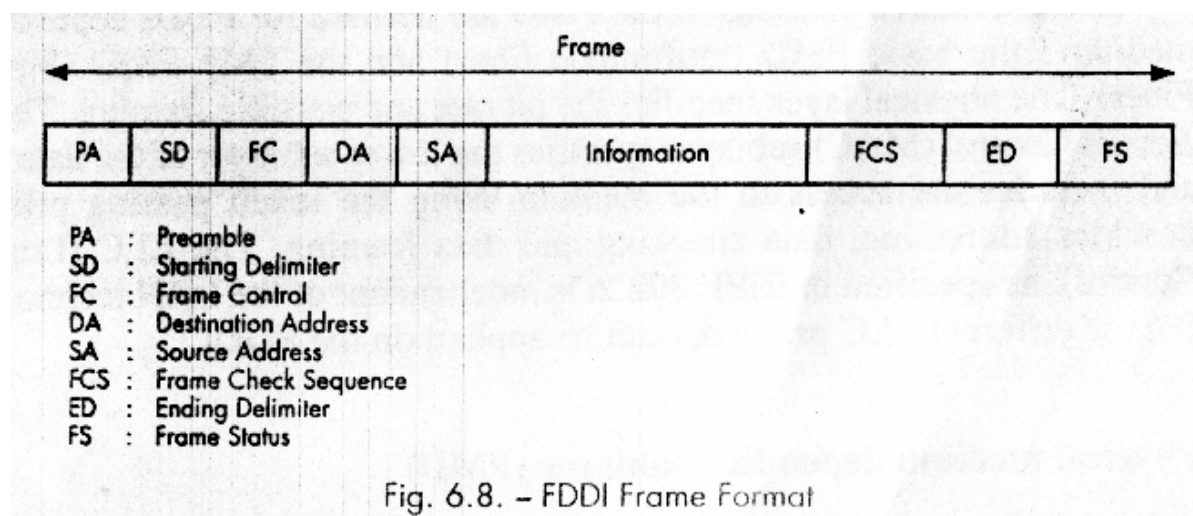 Frame
PA SD FC DA SA Information FCS ED FS
PA : Preamble
SD : Starting Delimiter
FC : Frame Control
DA : Destination Address
SA : Source Address
FCS : Frame Check Sequence
ED : Ending Delimiter
FS : Frame Status
Fig. 6.8. – FDDI Frame Format